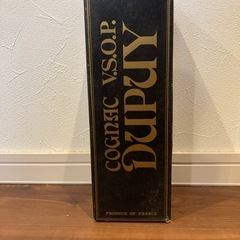 COGNAC V.S.O.P.
DUPUY
PRODUCE OF FRANCE